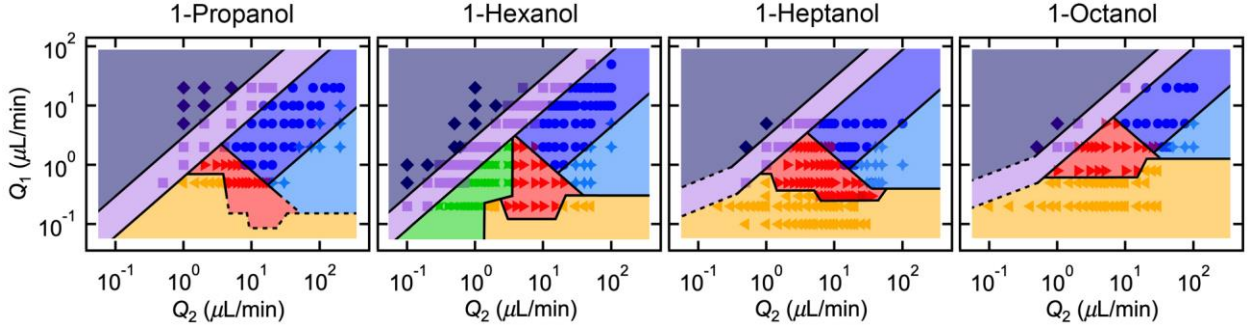 1-Propanol 1-Hexanol 1-Heptanol 1-Octanol
Q₁ (μL/min)
10²
10¹
10⁰
10⁻¹
10⁻¹ 10⁰ 10¹ 10² 10⁻¹ 10⁰ 10¹ 10² 10⁻¹ 10⁰ 10¹ 10² 10⁻¹ 10⁰ 10¹ 10²
Q₂ (μL/min) Q₂ (μL/min) Q₂ (μL/min) Q₂ (μL/min)